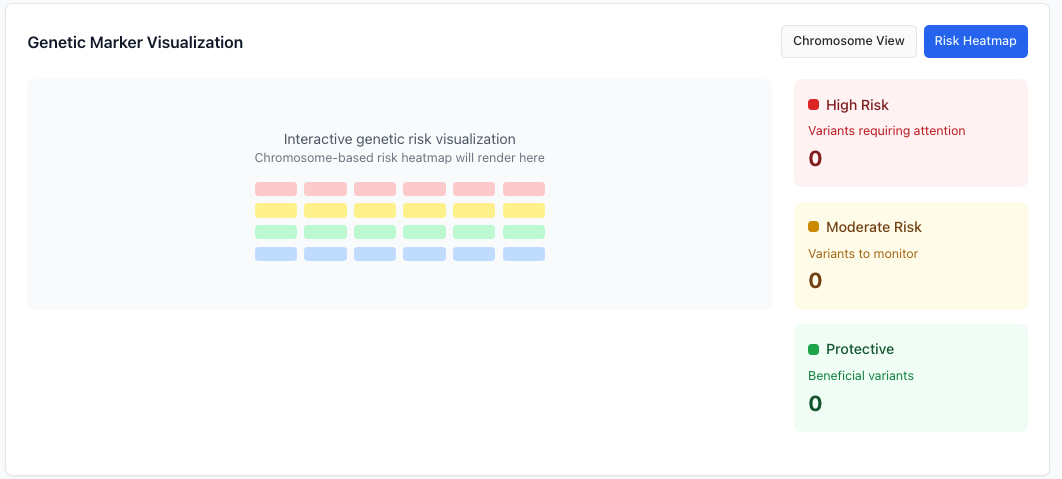 Genetic Marker Visualization
Chromosome View
Risk Heatmap
Interactive genetic risk visualization
Chromosome-based risk heatmap will render here
High Risk
Variants requiring attention
0
Moderate Risk
Variants to monitor
0
Protective
Beneficial variants
0